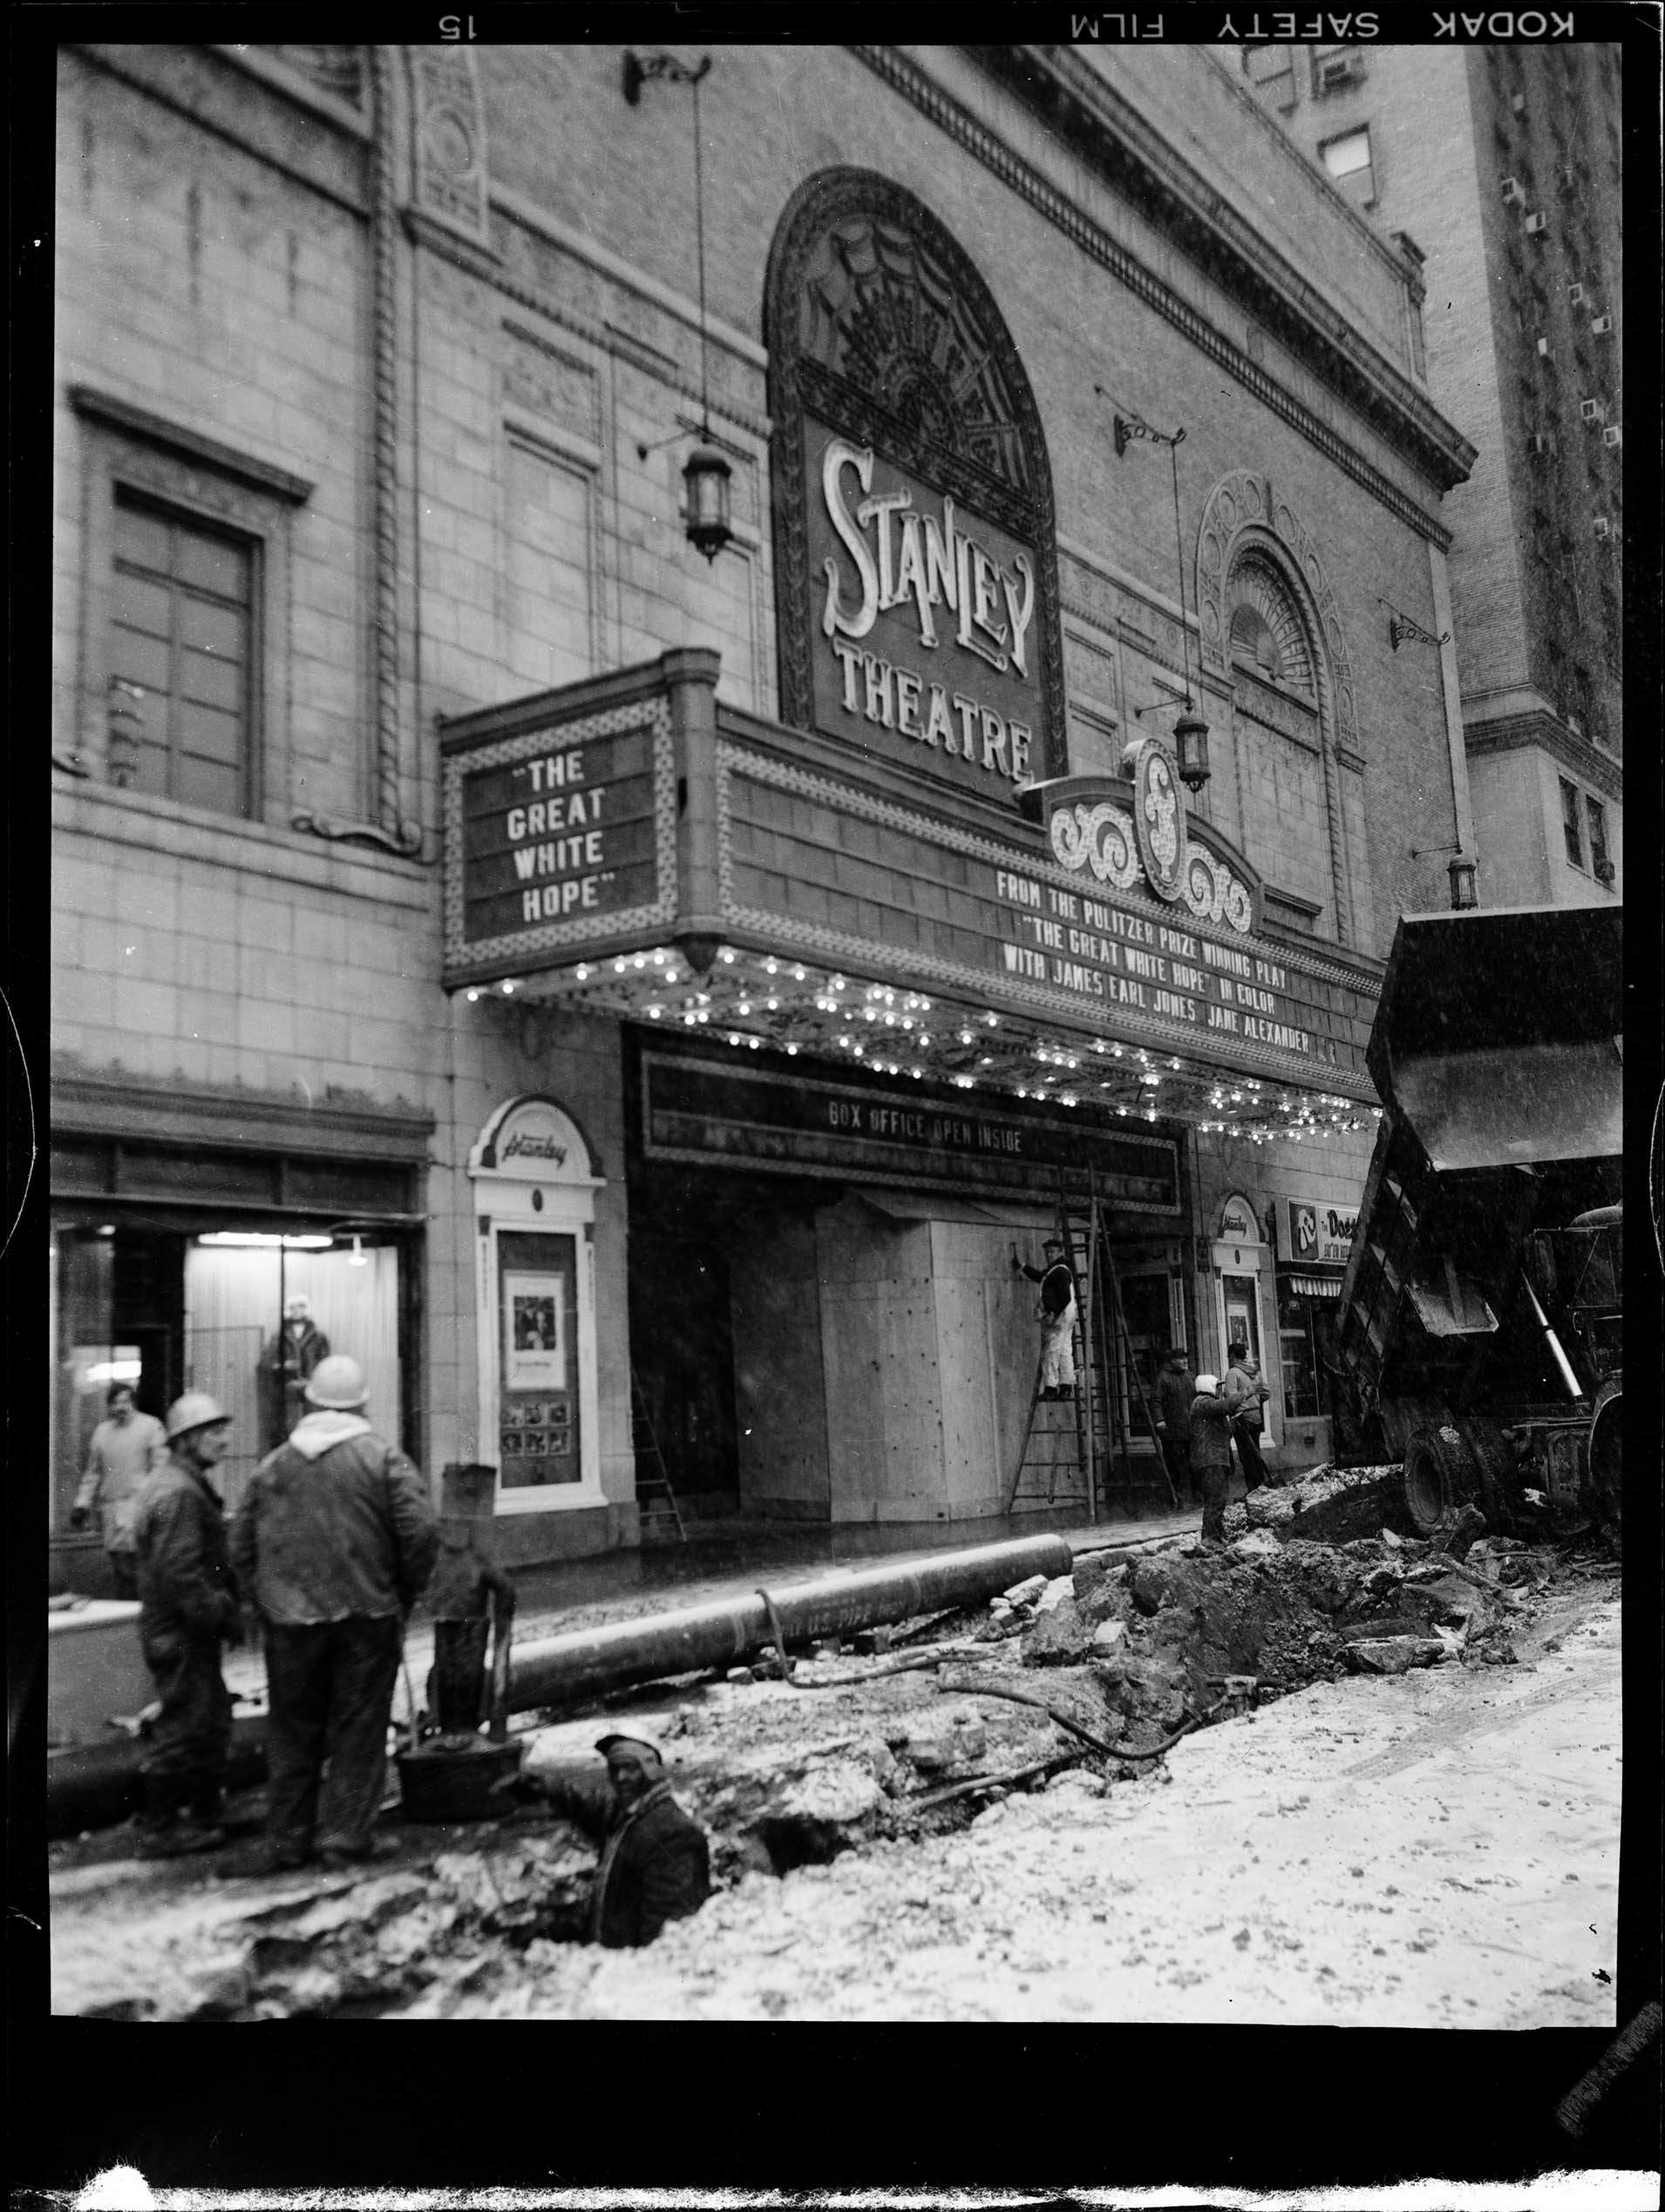 KODAK SAFETY FILM
15
STANLEY
THEATRE
"THE
GREAT
WHITE
HOPE"
FROM THE PULITZER PRIZE WINNING PLAY
"THE GREAT WHITE HOPE" IN COLOR
WITH JAMES EARL JONES JANE ALEXANDER
BOX OFFICE OPEN INSIDE
Stanley
Stanley
U.S. PIPE